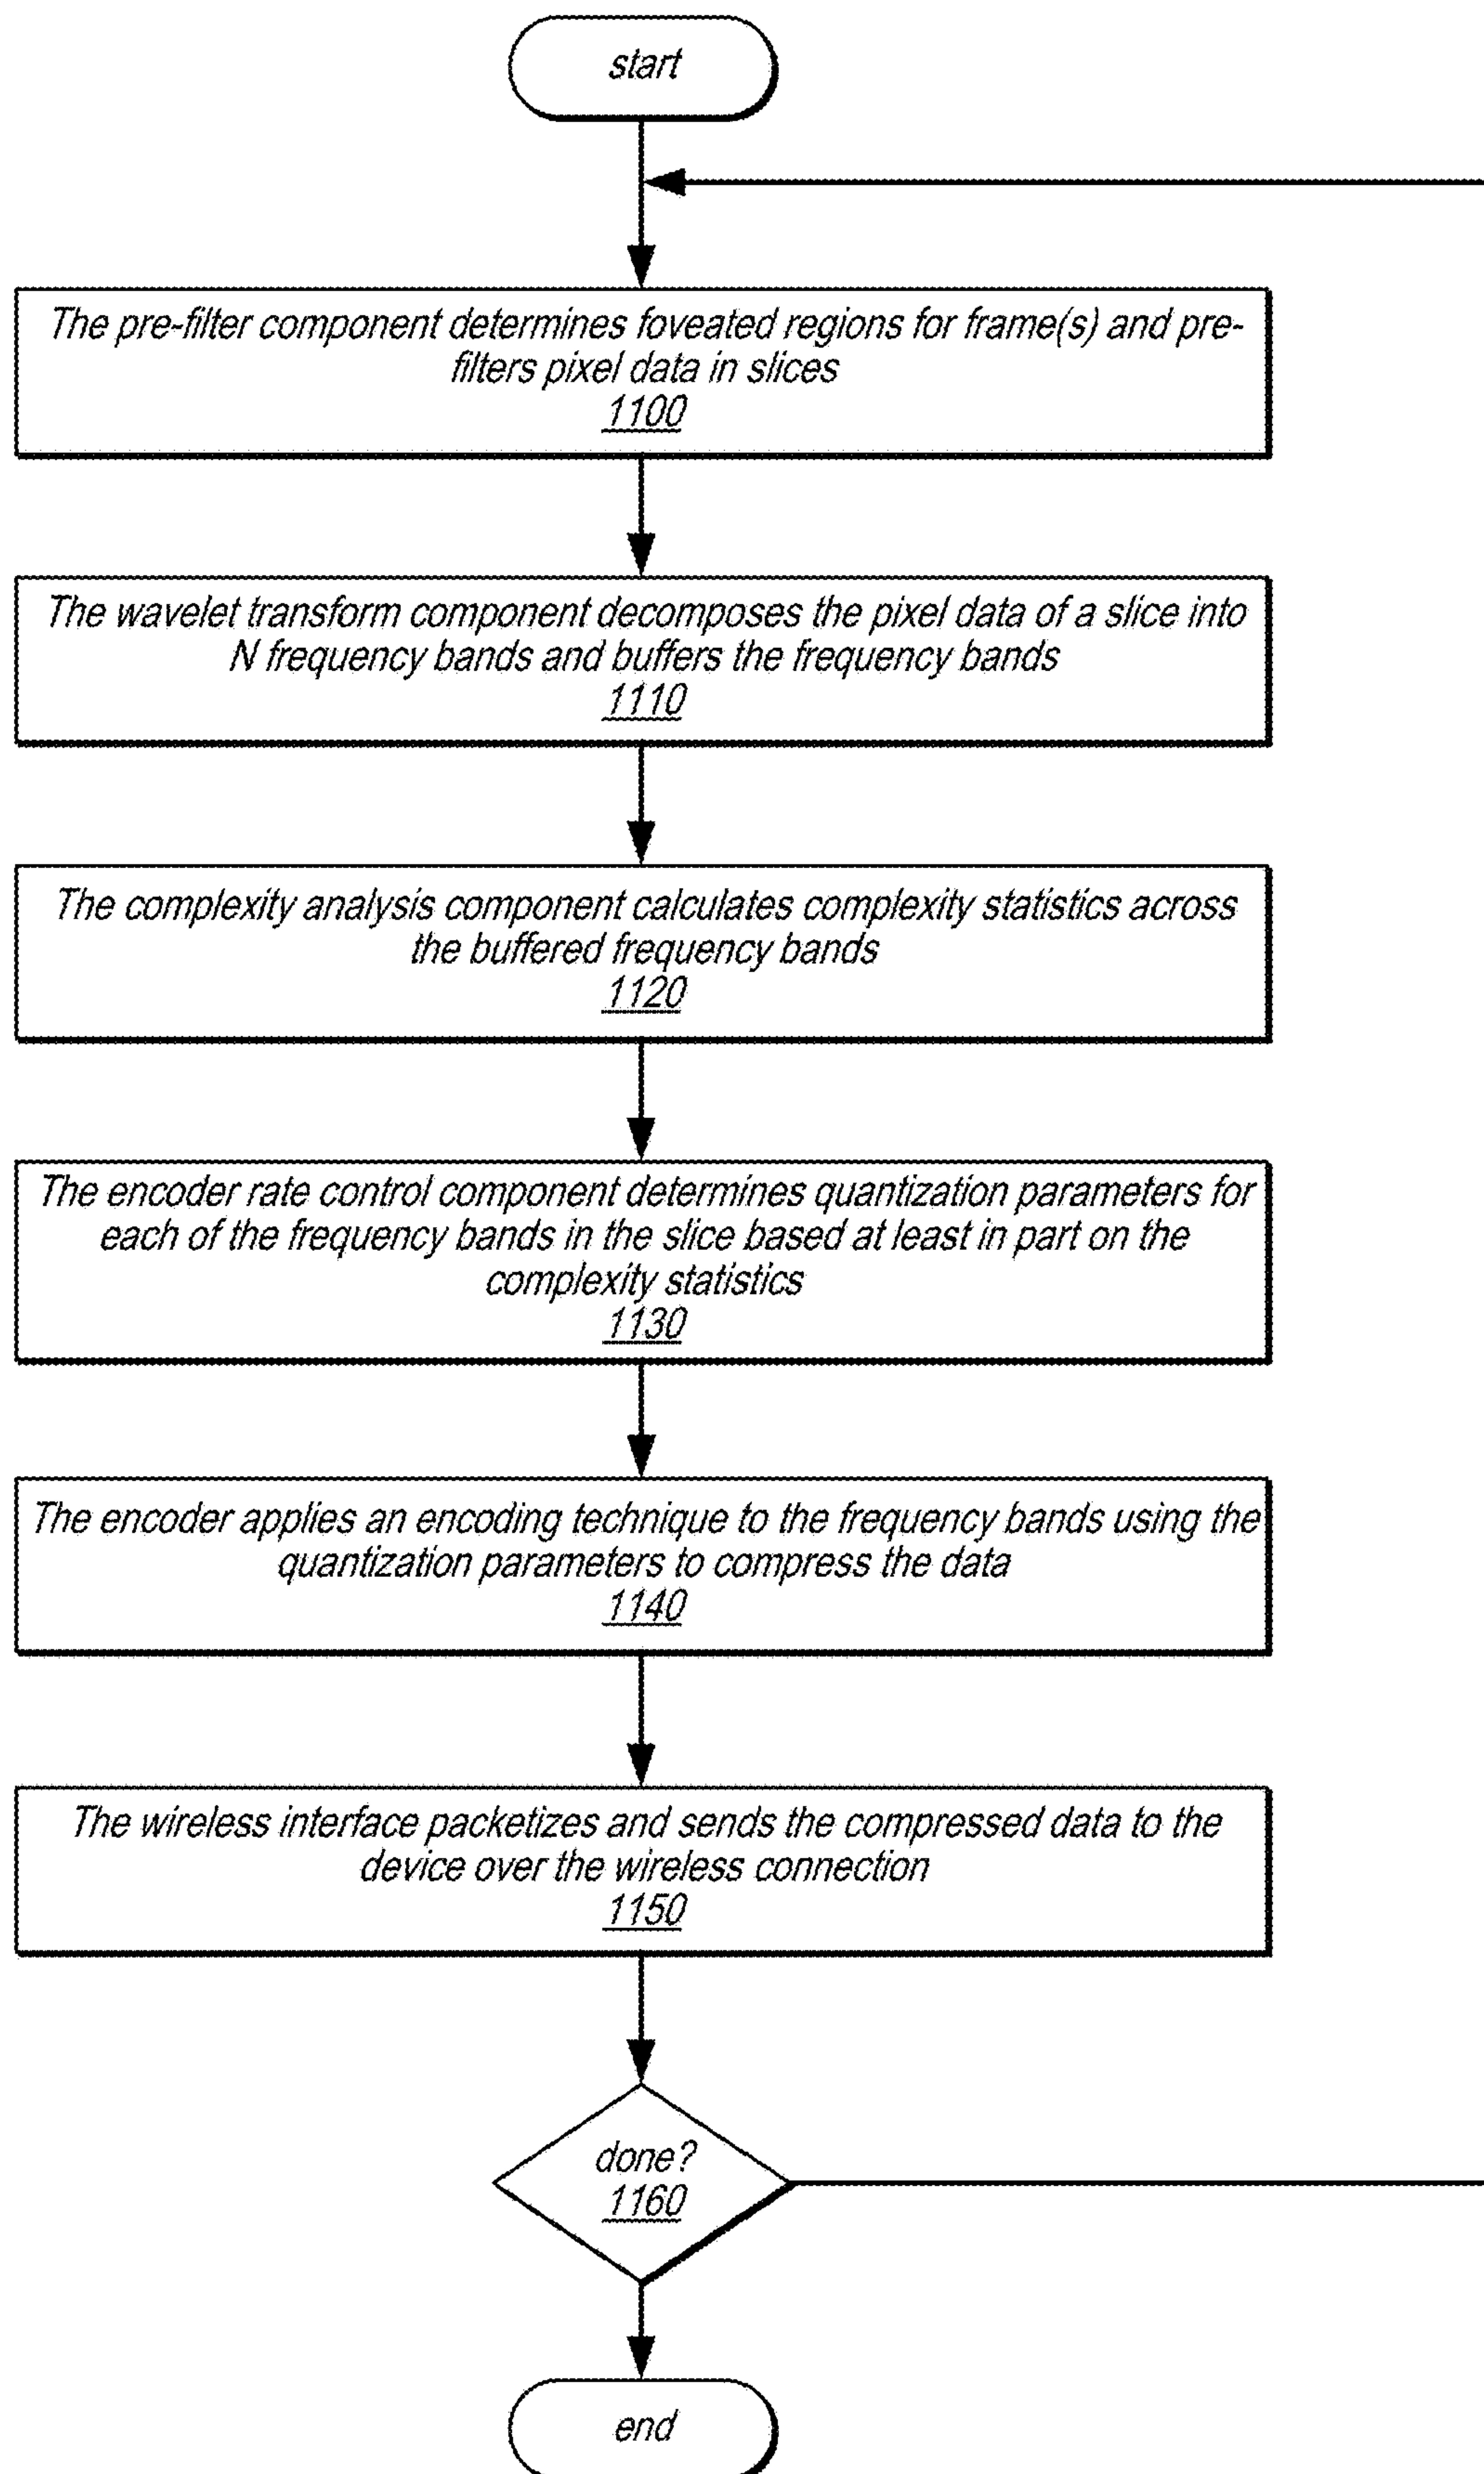 start
The pre-filter component determines foveated regions for frame(s) and pre-
filters pixel data in slices
1100
The wavelet transform component decomposes the pixel data of a slice into
N frequency bands and buffers the frequency bands
1110
The complexity analysis component calculates complexity statistics across
the buffered frequency bands
1120
The encoder rate control component determines quantization parameters for
each of the frequency bands in the slice based at least in part on the
complexity statistics
1130
The encoder applies an encoding technique to the frequency bands using the
quantization parameters to compress the data
1140
The wireless interface packetizes and sends the compressed data to the
device over the wireless connection
1150
done?
1160
end